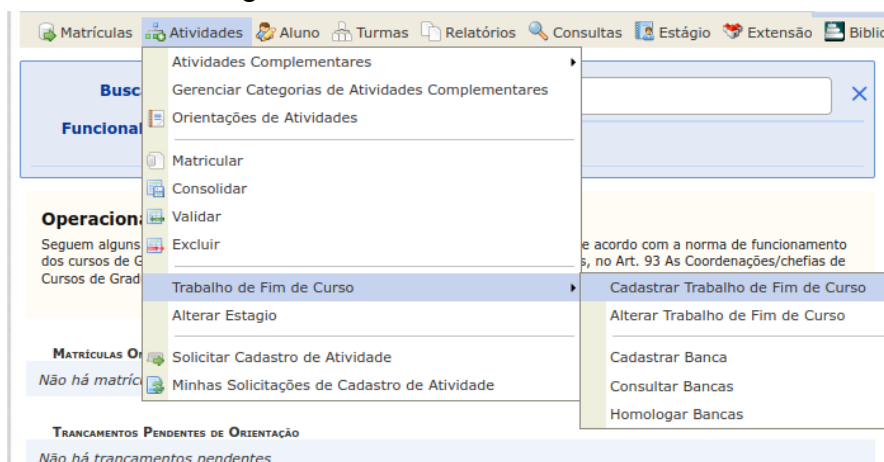 Matrículas Atividades Aluno Turmas Relatórios Consultas Estágio Extensão Biblio
Atividades Complementares
Busc Gerenciar Categorias de Atividades Complementares
Orientações de Atividades
Funcional
Matricular
Consolidar
Validar
Operaciona
Excluir
Seguem alguns e acordo com a norma de funcionamento
dos cursos de G s, no Art. 93 As Coordenações/chefias de
Cursos de Grad
Trabalho de Fim de Curso Cadastrar Trabalho de Fim de Curso
Alterar Estagio Alterar Trabalho de Fim de Curso
Matrículas O
Solicitar Cadastro de Atividade Cadastrar Banca
Não há matríc Minhas Solicitações de Cadastro de Atividade Consultar Bancas
Homologar Bancas
Trancamentos Pendentes de Orientação
Não há trancamentos pendentes